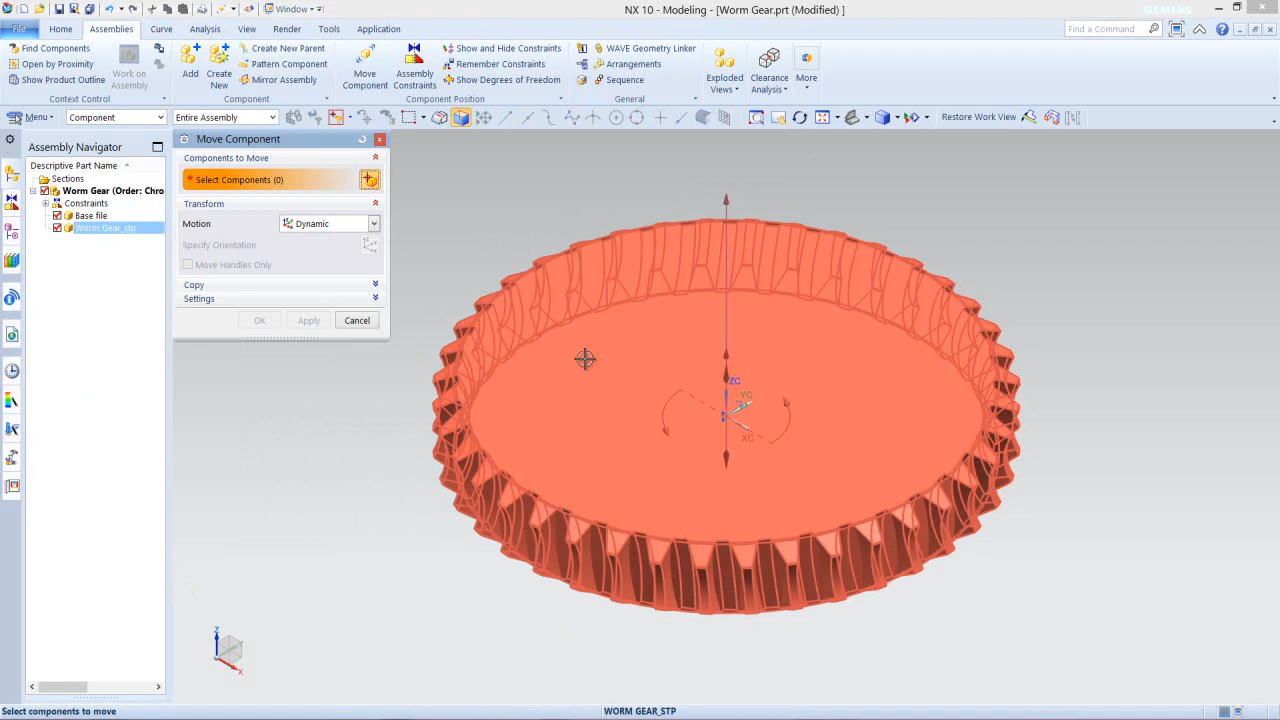 Window
NX 10 - Modeling - [Worm Gear.prt (Modified) ]
SIEMENS
File Home Assemblies Curve Analysis View Render Tools Application
Find a Command
Find Components
Open by Proximity
Show Product Outline
Work on
Assembly
Context Control
Add
Create
New
Create New Parent
Pattern Component
Mirror Assembly
Component
Move
Component
Assembly
Constraints
Show and Hide Constraints
Remember Constraints
Show Degrees of Freedom
Component Position
WAVE Geometry Linker
Arrangements
Sequence
General
Exploded
Views
Clearance
Analysis
More
Menu
Component
Entire Assembly
Restore Work View
Assembly Navigator
Descriptive Part Name
Sections
Worm Gear (Order: Chro
Constraints
Base file
Worm Gear_stp
Move Component
Components to Move
* Select Components (0)
Transform
Motion
Dynamic
Specify Orientation
Move Handles Only
Copy
Settings
OK
Apply
Cancel
ZC
YC
XC
Z
X
Select components to move
WORM GEAR_STP